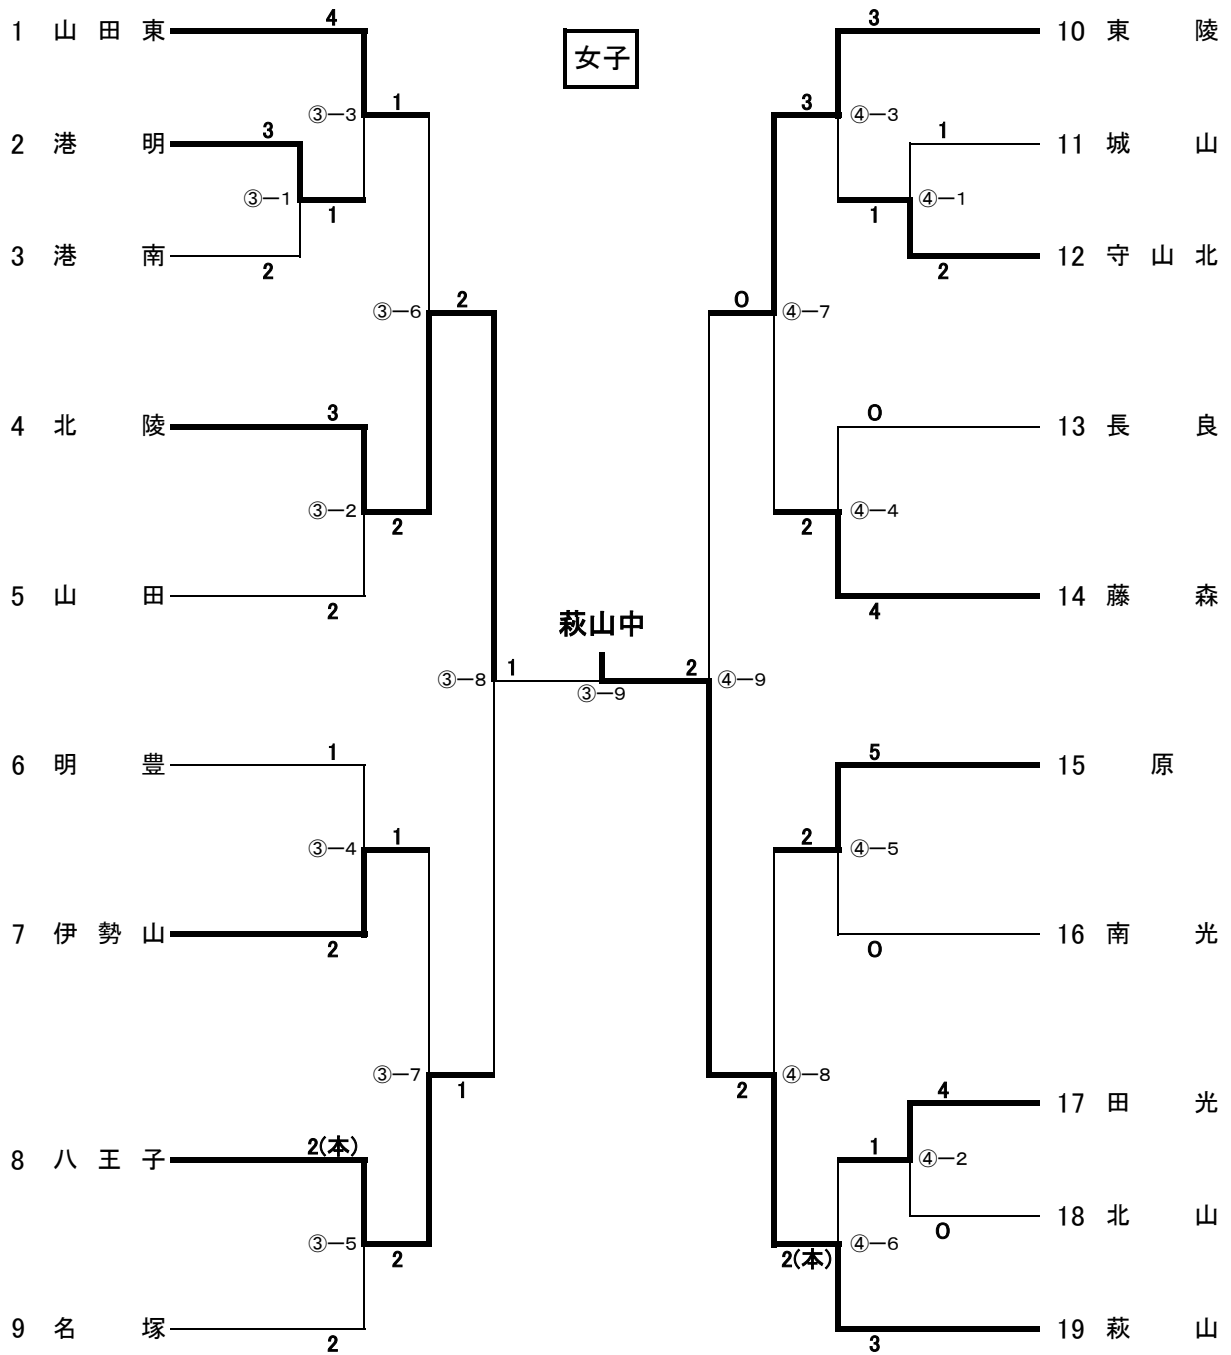 女子
1 山田東
4
③－3
1
2 港明
3
③－1
1
3 港南
2
③－6
2
4 北陵
3
③－2
2
5 山田
2
③－8
1
6 明豊
1
③－4
1
7 伊勢山
2
③－7
1
8 八王子
2(本)
③－5
2
9 名塚
2
萩山中
③－9
3
10 東陵
3
④－3
1
11 城山
1
④－1
2
12 守山北
0
④－7
0
13 長良
2
④－4
4
14 藤森
2
④－9
5
15 原
2
④－5
0
16 南光
2
④－8
4
17 田光
1
④－2
0
18 北山
2(本)
④－6
3
19 萩山